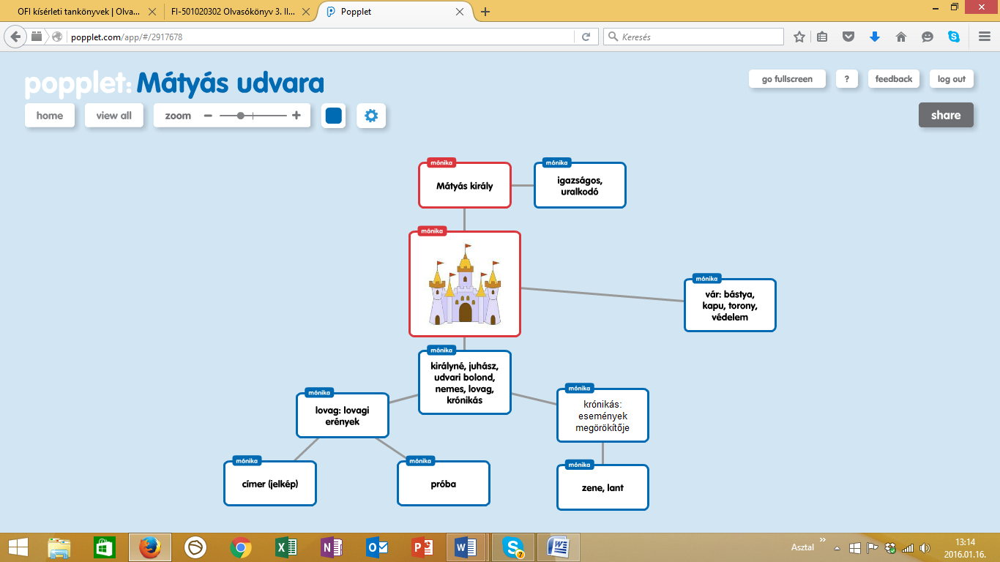 OFI kísérleti tankönyvek | Olva...
FI-501020302 Olvasókönyv 3. II...
Popplet
popplet.com/app/#/2917678
Keresés
popplet: Mátyás udvara
go fullscreen
?
feedback
log out
home
view all
zoom
share
mónika
Mátyás király
mónika
igazságos,
uralkodó
mónika
mónika
vár: bástya,
kapu, torony,
védelem
mónika
királyné, juhász,
udvari bolond,
nemes, lovag,
krónikás
mónika
lovag: lovagi
erények
mónika
krónikás:
események
megörökítője
mónika
címer (jelkép)
mónika
próba
mónika
zene, lant
7
Asztal
13:14
2016.01.16.